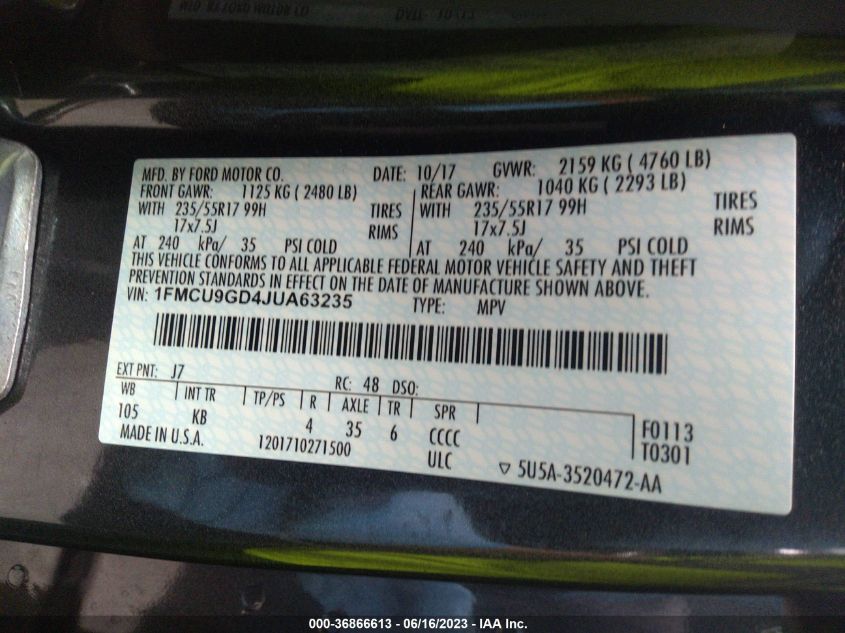 MFD. BY FORD MOTOR CO. DATE: 10/17 GVWR: 2159 KG ( 4760 LB)
FRONT GAWR: 1125 KG ( 2480 LB) REAR GAWR: 1040 KG ( 2293 LB)
WITH 235/55R17 99H TIRES WITH 235/55R17 99H TIRES
17x7.5J RIMS 17x7.5J RIMS
AT 240 kPa/ 35 PSI COLD AT 240 kPa/ 35 PSI COLD
THIS VEHICLE CONFORMS TO ALL APPLICABLE FEDERAL MOTOR VEHICLE SAFETY AND THEFT
PREVENTION STANDARDS IN EFFECT ON THE DATE OF MANUFACTURE SHOWN ABOVE.
VIN: 1FMCU9GD4JUA63235 TYPE: MPV
EXT PNT: J7 RC: 48 DSO:
WB INT TR TP/PS R AXLE TR SPR
105 KB 4 35 6 CCCC F0113
MADE IN U.S.A. 1201710271500 ULC T0301
5U5A-3520472-AA
000-36866613 - 06/16/2023 - IAA Inc.